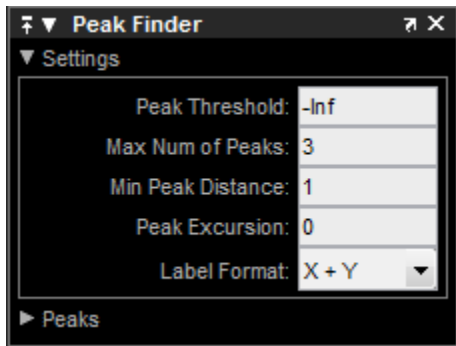 Peak Finder
Settings
Peak Threshold: -Inf
Max Num of Peaks: 3
Min Peak Distance: 1
Peak Excursion: 0
Label Format: X + Y
Peaks